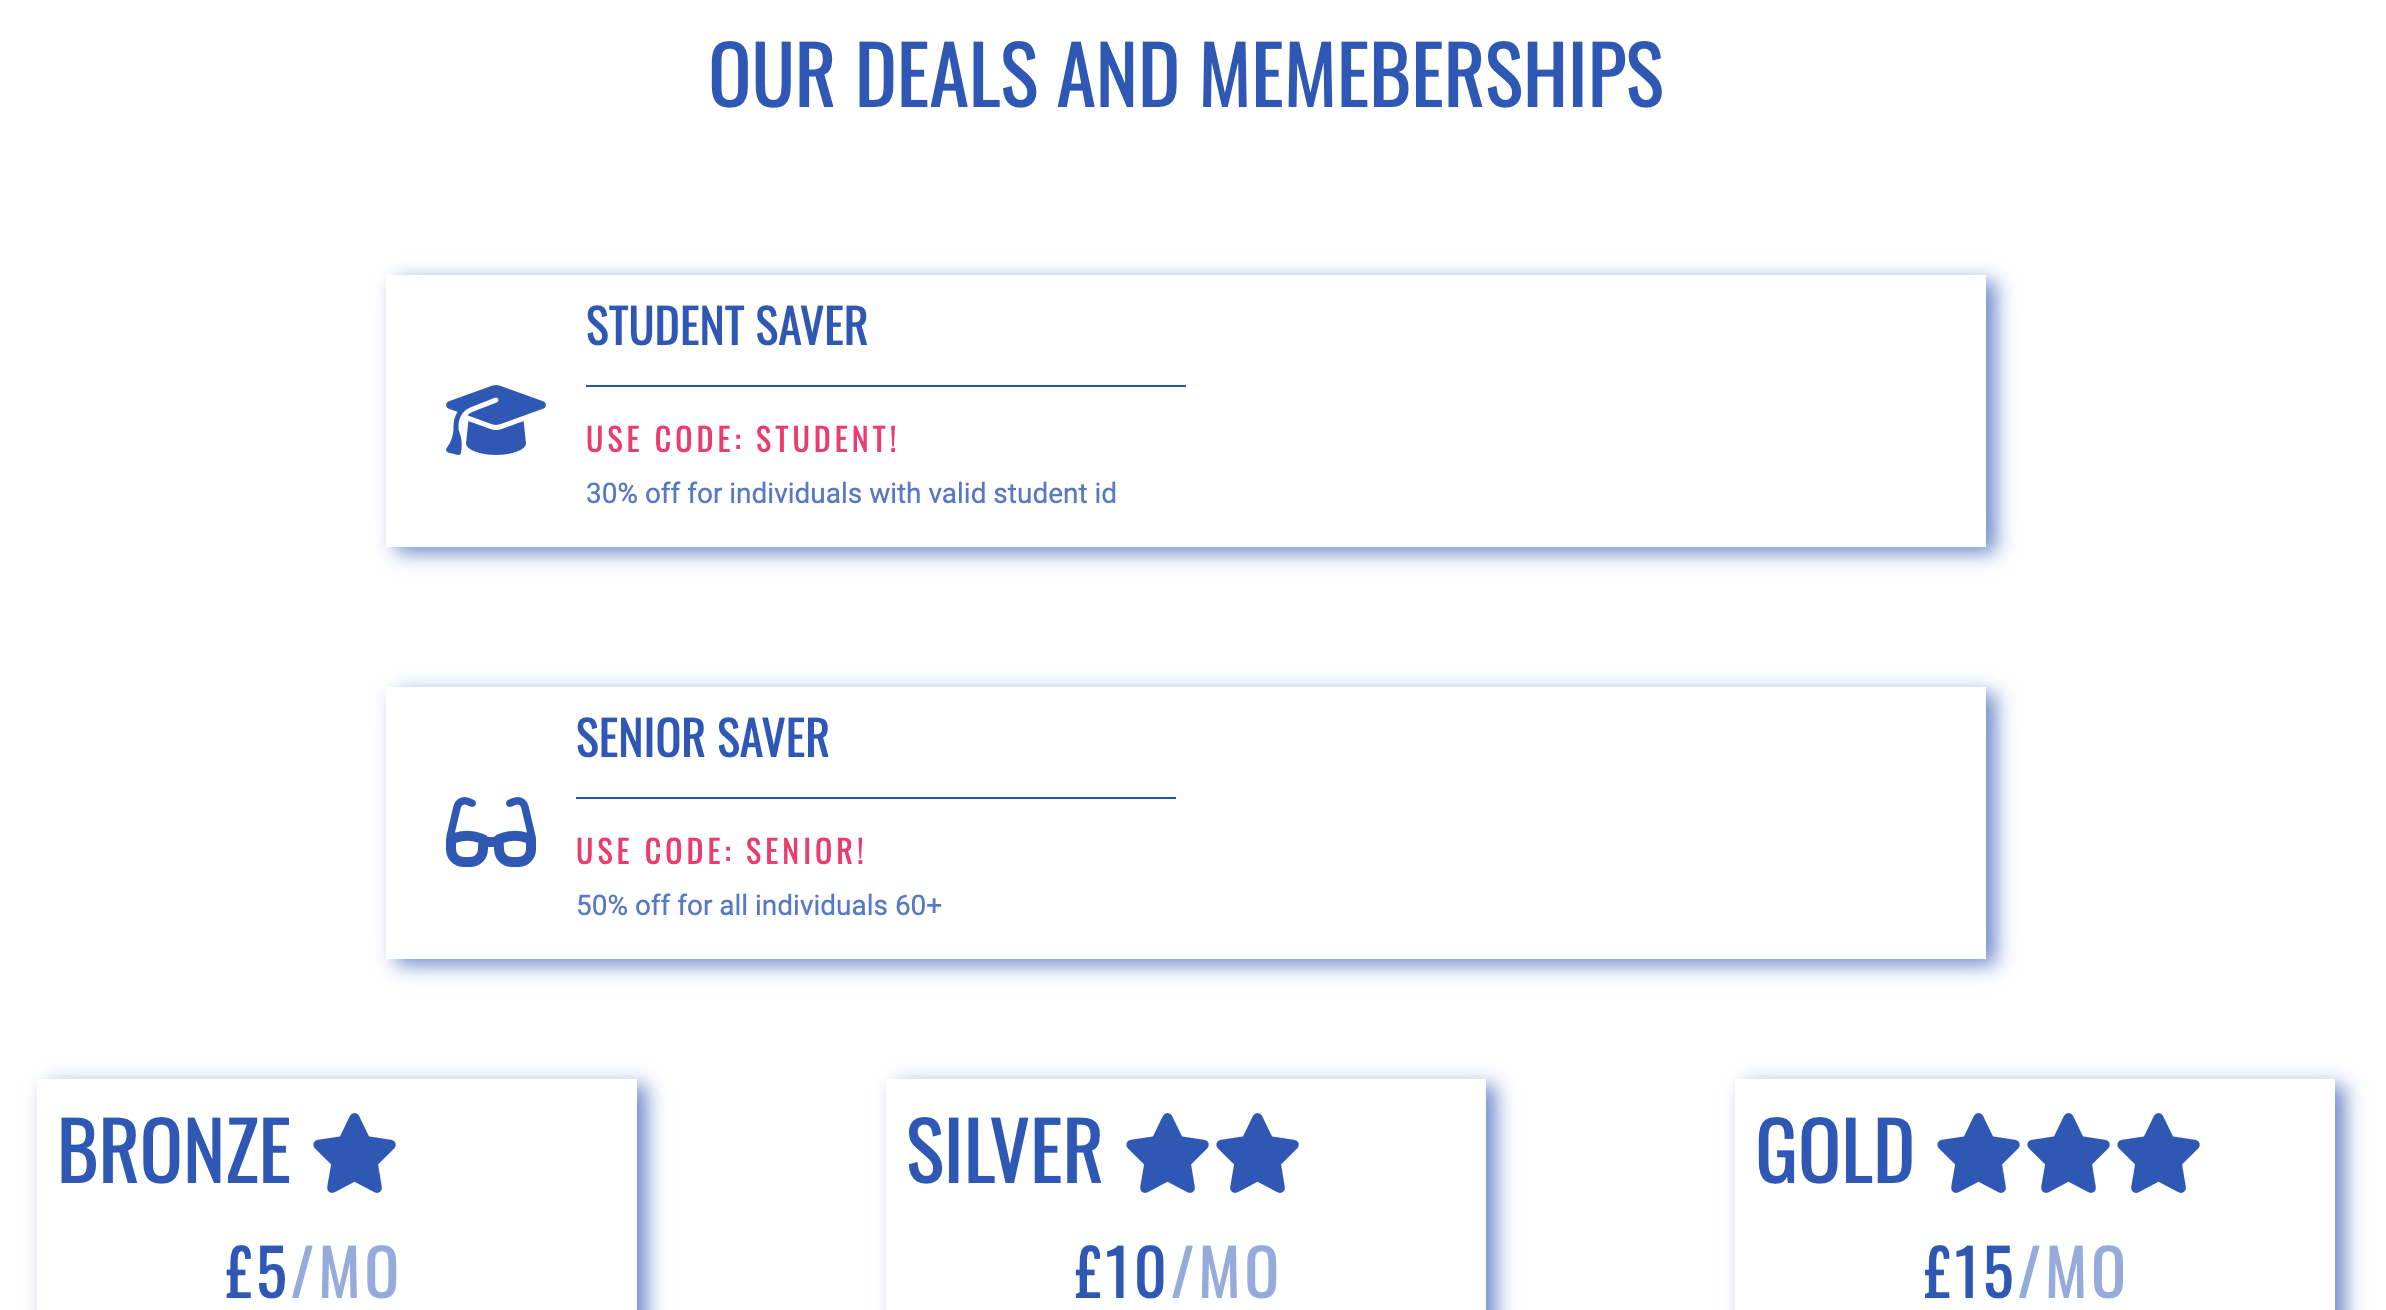 OUR DEALS AND MEMEBERSHIPS
STUDENT SAVER
USE CODE: STUDENT!
30% off for individuals with valid student id
SENIOR SAVER
USE CODE: SENIOR!
50% off for all individuals 60+
BRONZE
£5/MO
SILVER
£10/MO
GOLD
£15/MO